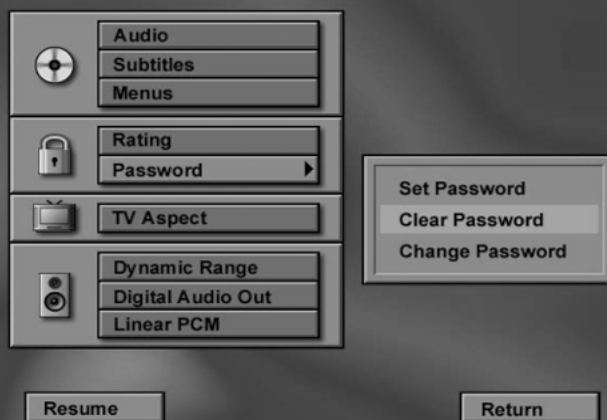 Audio
Subtitles
Menus
Rating
Password
Set Password
Clear Password
Change Password
TV Aspect
Dynamic Range
Digital Audio Out
Linear PCM
Resume
Return